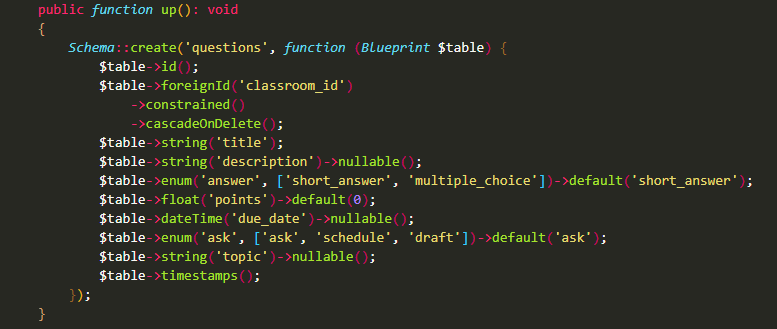 public function up(): void
{
Schema::create('questions', function (Blueprint $table) {
$table->id();
$table->foreignId('classroom_id')
->constrained()
->cascadeOnDelete();
$table->string('title');
$table->string('description')->nullable();
$table->enum('answer', ['short_answer', 'multiple_choice'])->default('short_answer');
$table->float('points')->default(0);
$table->dateTime('due_date')->nullable();
$table->enum('ask', ['ask', 'schedule', 'draft'])->default('ask');
$table->string('topic')->nullable();
$table->timestamps();
});
}